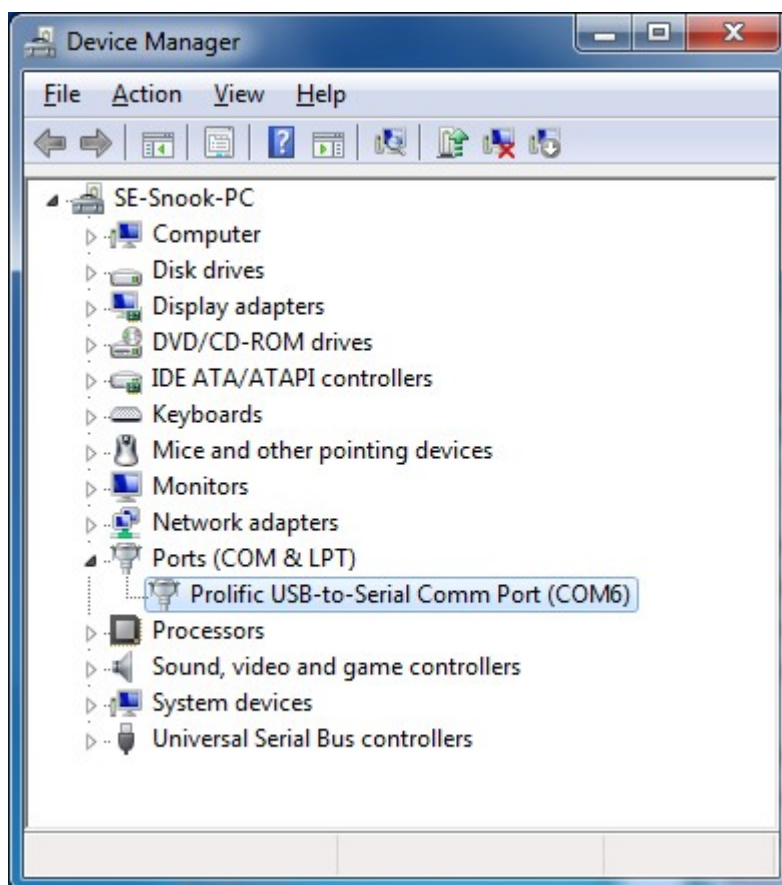 Device Manager
File Action View Help
SE-Snook-PC
Computer
Disk drives
Display adapters
DVD/CD-ROM drives
IDE ATA/ATAPI controllers
Keyboards
Mice and other pointing devices
Monitors
Network adapters
Ports (COM & LPT)
Prolific USB-to-Serial Comm Port (COM6)
Processors
Sound, video and game controllers
System devices
Universal Serial Bus controllers